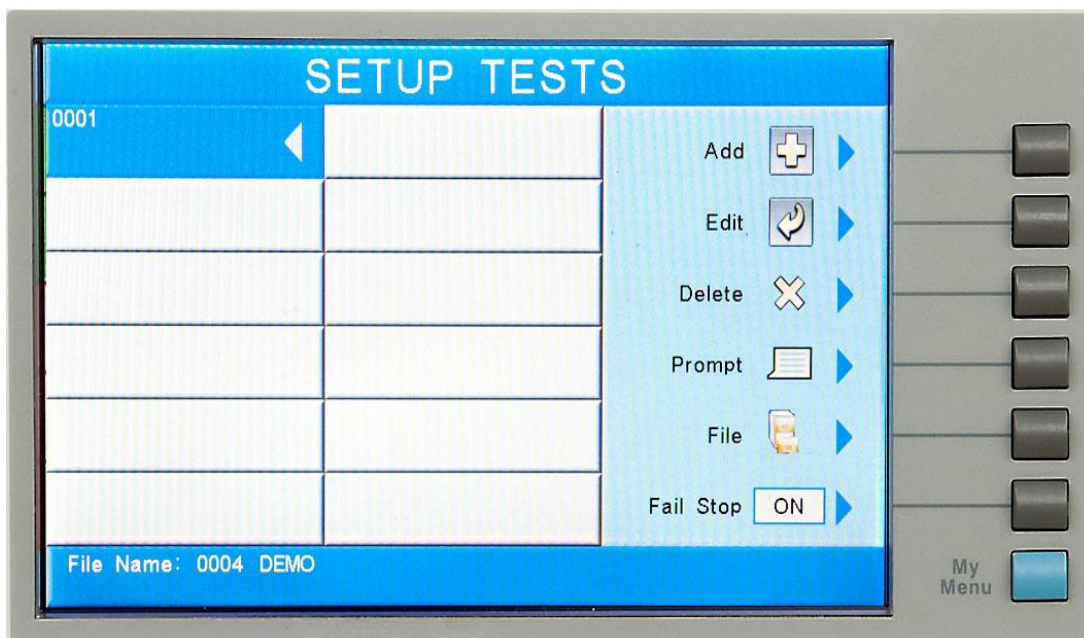 SETUP TESTS
0001
Add
Edit
Delete
Prompt
File
Fail Stop ON
File Name: 0004 DEMO
My
Menu